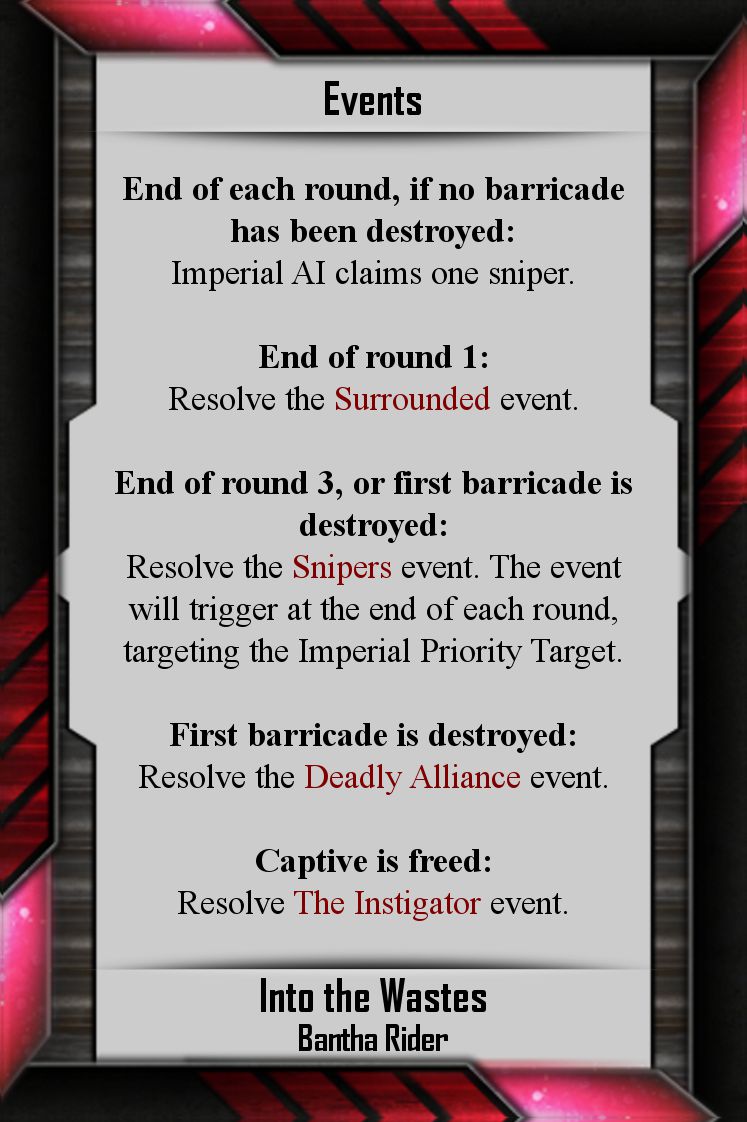 Events
End of each round, if no barricade
has been destroyed:
Imperial AI claims one sniper.
End of round 1:
Resolve the Surrounded event.
End of round 3, or first barricade is
destroyed:
Resolve the Snipers event. The event
will trigger at the end of each round,
targeting the Imperial Priority Target.
First barricade is destroyed:
Resolve the Deadly Alliance event.
Captive is freed:
Resolve The Instigator event.
Into the Wastes
Bantha Rider